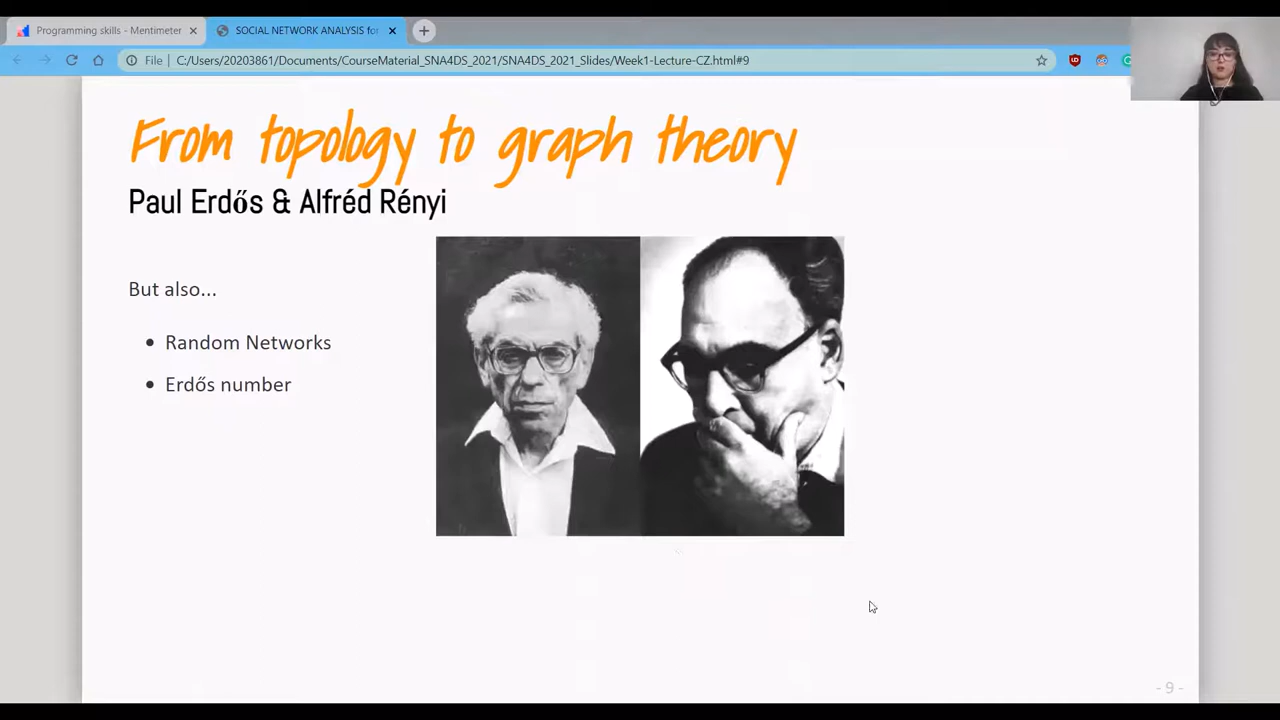 Programming skills - Mentimeter
SOCIAL NETWORK ANALYSIS for
File
C:/Users/20203861/Documents/CourseMaterial_SNA4DS_2021/SNA4DS_2021_Slides/Week1-Lecture-CZ.html#9
From topology to graph theory
Paul Erdős & Alfréd Rényi
But also...
Random Networks
Erdős number
- 9 -